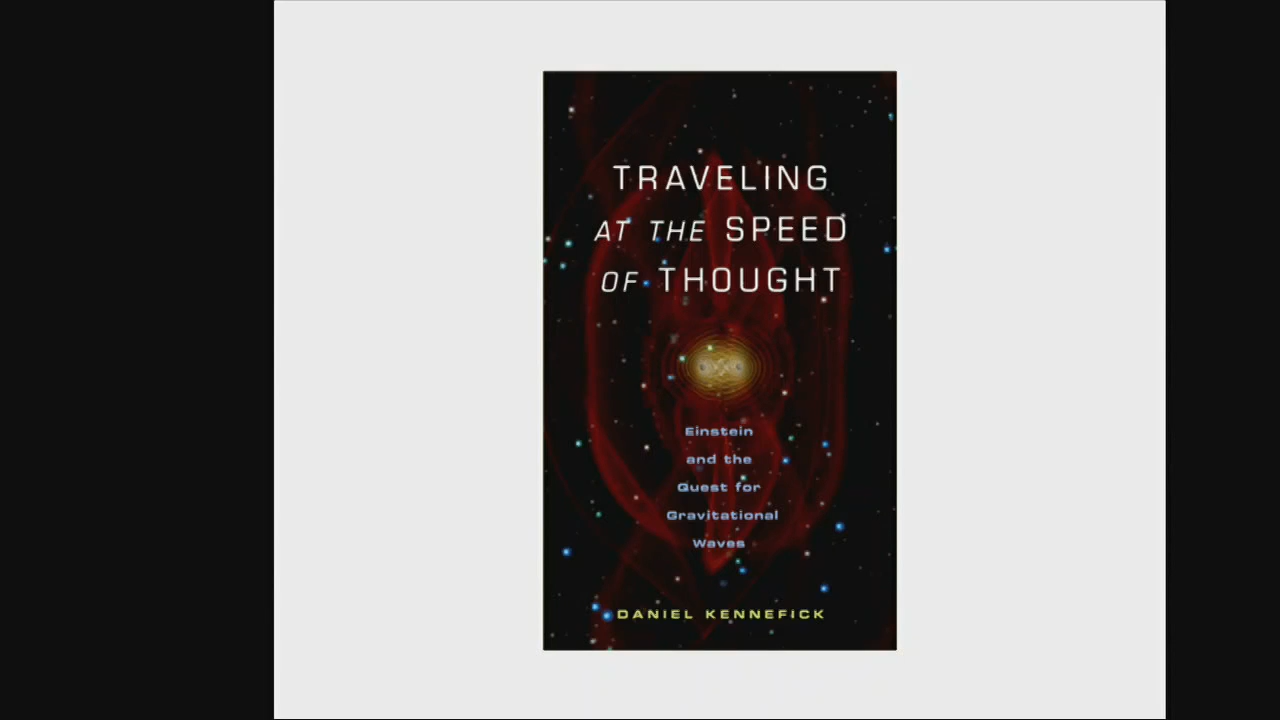 TRAVELING
AT THE SPEED
OF THOUGHT
Einstein
and the
Quest for
Gravitational
Waves
DANIEL KENNEFICK